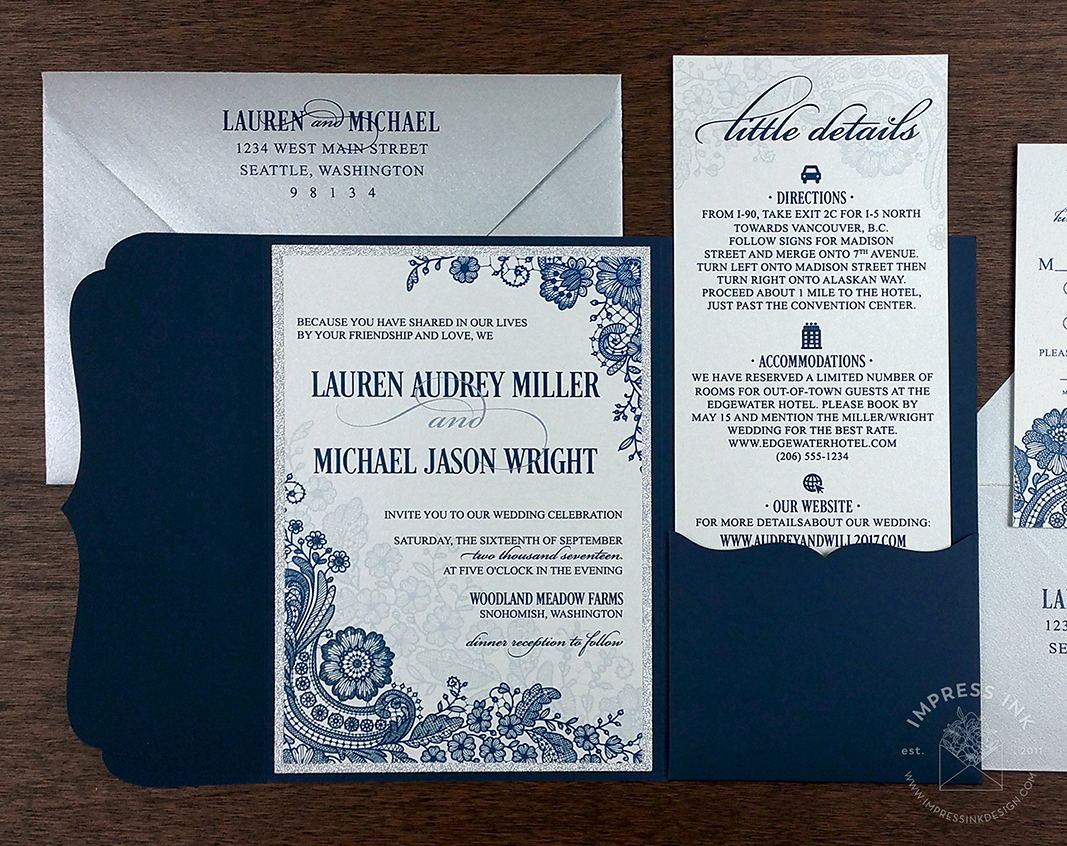 LAUREN and MICHAEL
1234 WEST MAIN STREET
SEATTLE, WASHINGTON
98134
BECAUSE YOU HAVE SHARED IN OUR LIVES
BY YOUR FRIENDSHIP AND LOVE, WE
LAUREN AUDREY MILLER
and
MICHAEL JASON WRIGHT
INVITE YOU TO OUR WEDDING CELEBRATION
SATURDAY, THE SIXTEENTH OF SEPTEMBER
two thousand seventeen
AT FIVE O'CLOCK IN THE EVENING
WOODLAND MEADOW FARMS
SNOHOMISH, WASHINGTON
dinner reception to follow
little details
· DIRECTIONS ·
FROM I-90, TAKE EXIT 2C FOR I-5 NORTH
TOWARDS VANCOUVER, B.C.
FOLLOW SIGNS FOR MADISON
STREET AND MERGE ONTO 7TH AVENUE.
TURN LEFT ONTO MADISON STREET THEN
TURN RIGHT ONTO ALASKAN WAY.
PROCEED ABOUT 1 MILE TO THE HOTEL,
JUST PAST THE CONVENTION CENTER.
· ACCOMMODATIONS ·
WE HAVE RESERVED A LIMITED NUMBER OF
ROOMS FOR OUT-OF-TOWN GUESTS AT THE
EDGEWATER HOTEL. PLEASE BOOK BY
MAY 15 AND MENTION THE MILLER/WRIGHT
WEDDING FOR THE BEST RATE.
WWW.EDGEWATERHOTEL.COM
(206) 555-1234
· OUR WEBSITE ·
FOR MORE DETAILSABOUT OUR WEDDING:
WWW.AUDREYANDWILL2017.COM
M
PLEAS
LA
123
SE
IMPRESS INK
est. 2011
WWW.IMPRESSINKDESIGN.COM